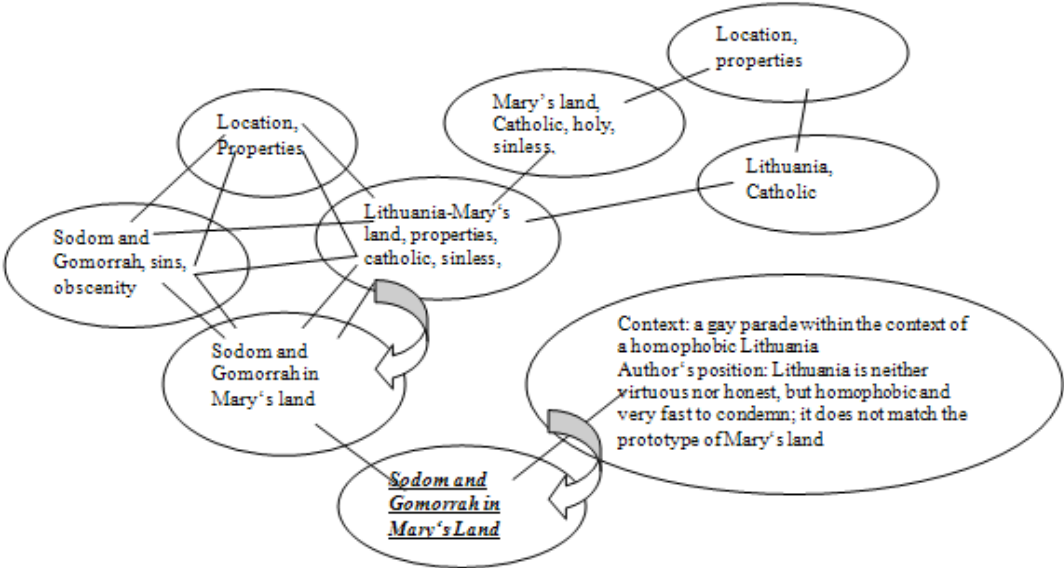 Location,
properties
Mary's land,
Catholic, holy,
sinless.
Location,
Properties
Lithuania,
Catholic
Lithuania-Mary's
land, properties,
catholic, sinless,
Sodom and
Gomorrah, sins,
obscenity
Context: a gay parade within the context of
a homophobic Lithuania
Author's position: Lithuania is neither
virtuous nor honest, but homophobic and
very fast to condemn; it does not match the
prototype of Mary's land
Sodom and
Gomorrah in
Mary's land
Sodom and
Gomorrah in
Mary's Land